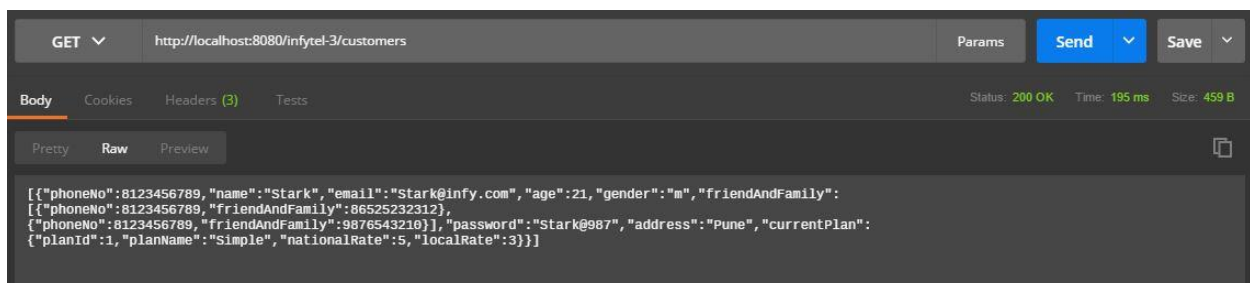 GET http://localhost:8080/infytel-3/customers Params Send Save
Body Cookies Headers (3) Tests Status: 200 OK Time: 195 ms Size: 459 B
Pretty Raw Preview
[{"phoneNo":8123456789,"name":"Stark","email":"Stark@infy.com","age":21,"gender":"m","friendAndFamily":
[{"phoneNo":8123456789,"friendAndFamily":86525232312},
{"phoneNo":8123456789,"friendAndFamily":9876543210}],"password":"Stark@987","address":"Pune","currentPlan":
{"planId":1,"planName":"Simple","nationalRate":5,"localRate":3}}]